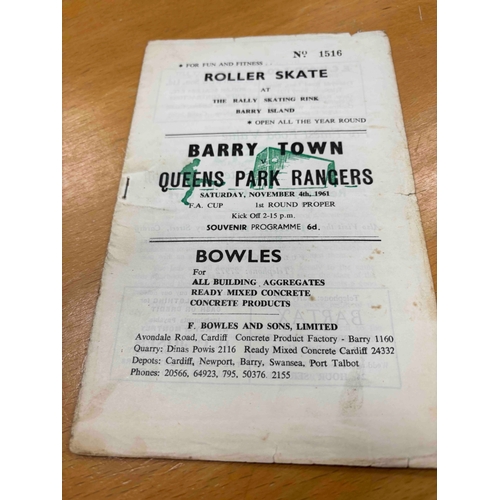 No 1516
• FOR FUN AND FITNESS . .
ROLLER SKATE
AT
THE RALLY SKATING RINK
BARRY ISLAND
• OPEN ALL THE YEAR ROUND
BARRY TOWN
v
QUEENS PARK RANGERS
SATURDAY, NOVEMBER 4th, 1961
F.A. CUP 1st ROUND PROPER
Kick Off 2-15 p.m.
SOUVENIR PROGRAMME 6d.
BOWLES
For
ALL BUILDING AGGREGATES
READY MIXED CONCRETE
CONCRETE PRODUCTS
F. BOWLES AND SONS, LIMITED
Avondale Road, Cardiff Concrete Product Factory - Barry 1160
Quarry: Dinas Powis 2116 Ready Mixed Concrete Cardiff 24332
Depots: Cardiff, Newport, Barry, Swansea, Port Talbot
Phones: 20566, 64923, 795, 50376. 2155